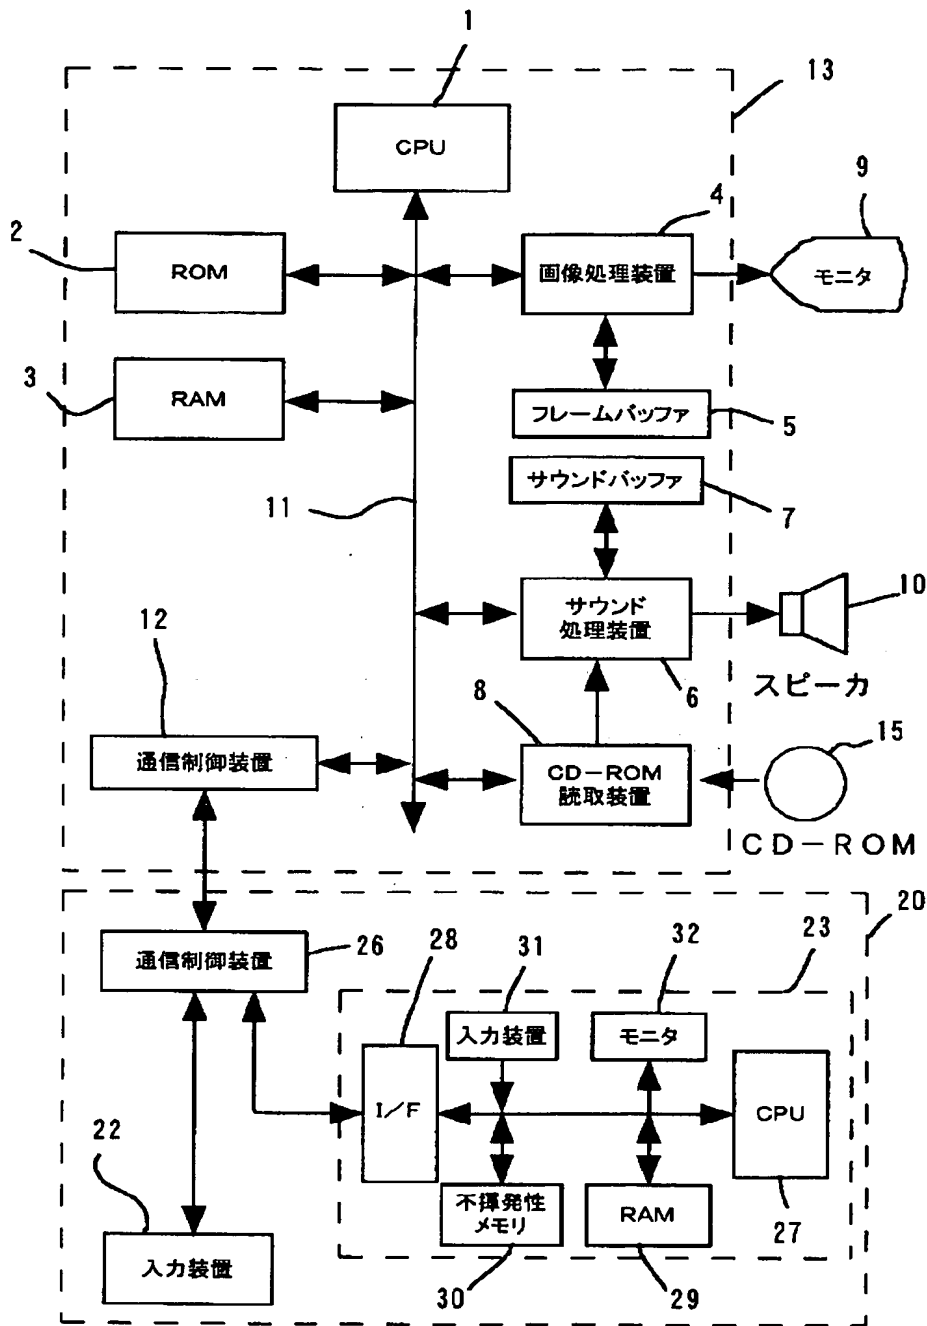 1
13
CPU
9
4
2
ROM
画像処理装置
モニタ
3
RAM
フレームバッファ
5
サウンドバッファ
7
11
10
サウンド
処理装置
12
スピーカ
8
6
15
通信制御装置
CD-ROM
読取装置
CD-ROM
20
通信制御装置
26
28
31
32
23
入力装置
モニタ
I/F
CPU
22
不揮発性
メモリ
RAM
27
入力装置
30
29